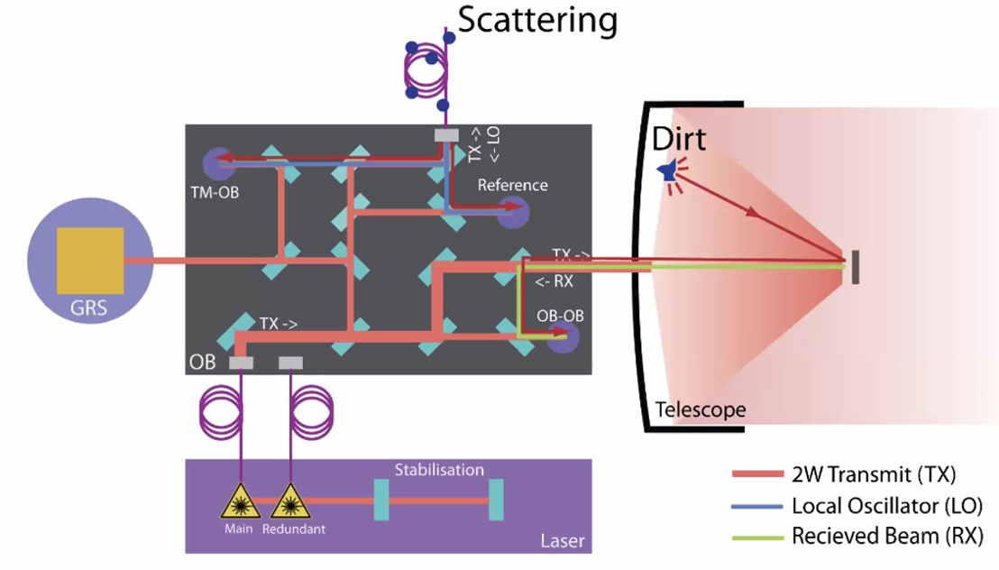 Scattering
TX ->
<- LO
Dirt
TM-OB
Reference
GRS
TX ->
<- RX
OB-OB
TX ->
OB
Telescope
Stabilisation
Main
Redundant
Laser
2W Transmit (TX)
Local Oscillator (LO)
Recieved Beam (RX)